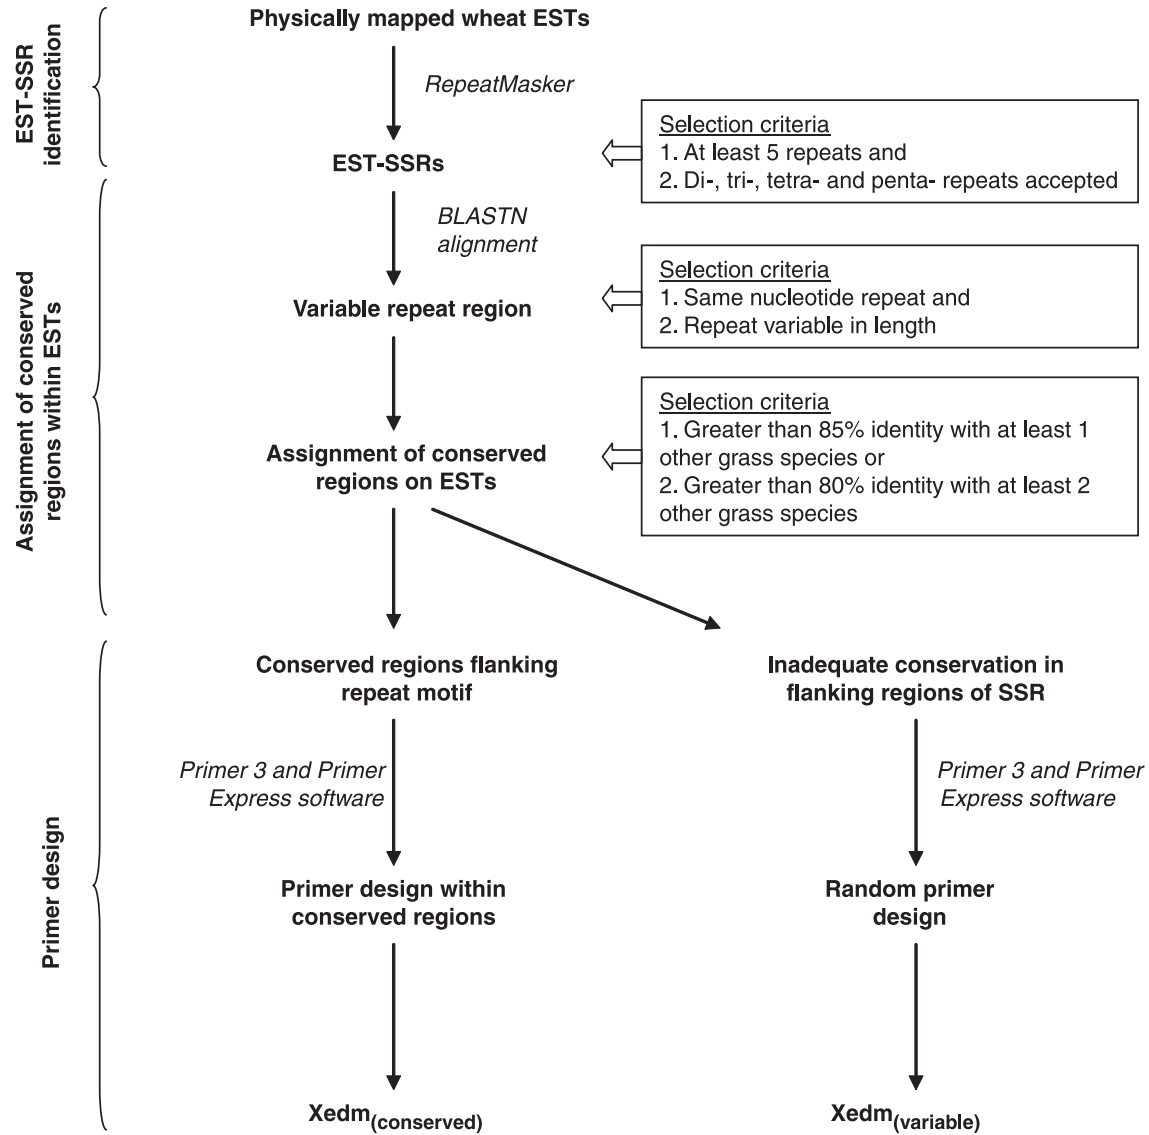 Physically mapped wheat ESTs
EST-SSR
identification
RepeatMasker
Selection criteria
1. At least 5 repeats and
2. Di-, tri-, tetra- and penta- repeats accepted
EST-SSRs
BLASTN
alignment
Assignment of conserved
regions within ESTs
Selection criteria
1. Same nucleotide repeat and
2. Repeat variable in length
Variable repeat region
Selection criteria
1. Greater than 85% identity with at least 1
other grass species or
2. Greater than 80% identity with at least 2
other grass species
Assignment of conserved
regions on ESTs
Conserved regions flanking
repeat motif
Inadequate conservation in
flanking regions of SSR
Primer design
Primer 3 and Primer
Express software
Primer 3 and Primer
Express software
Primer design within
conserved regions
Random primer
design
Xedm(conserved)
Xedm(variable)